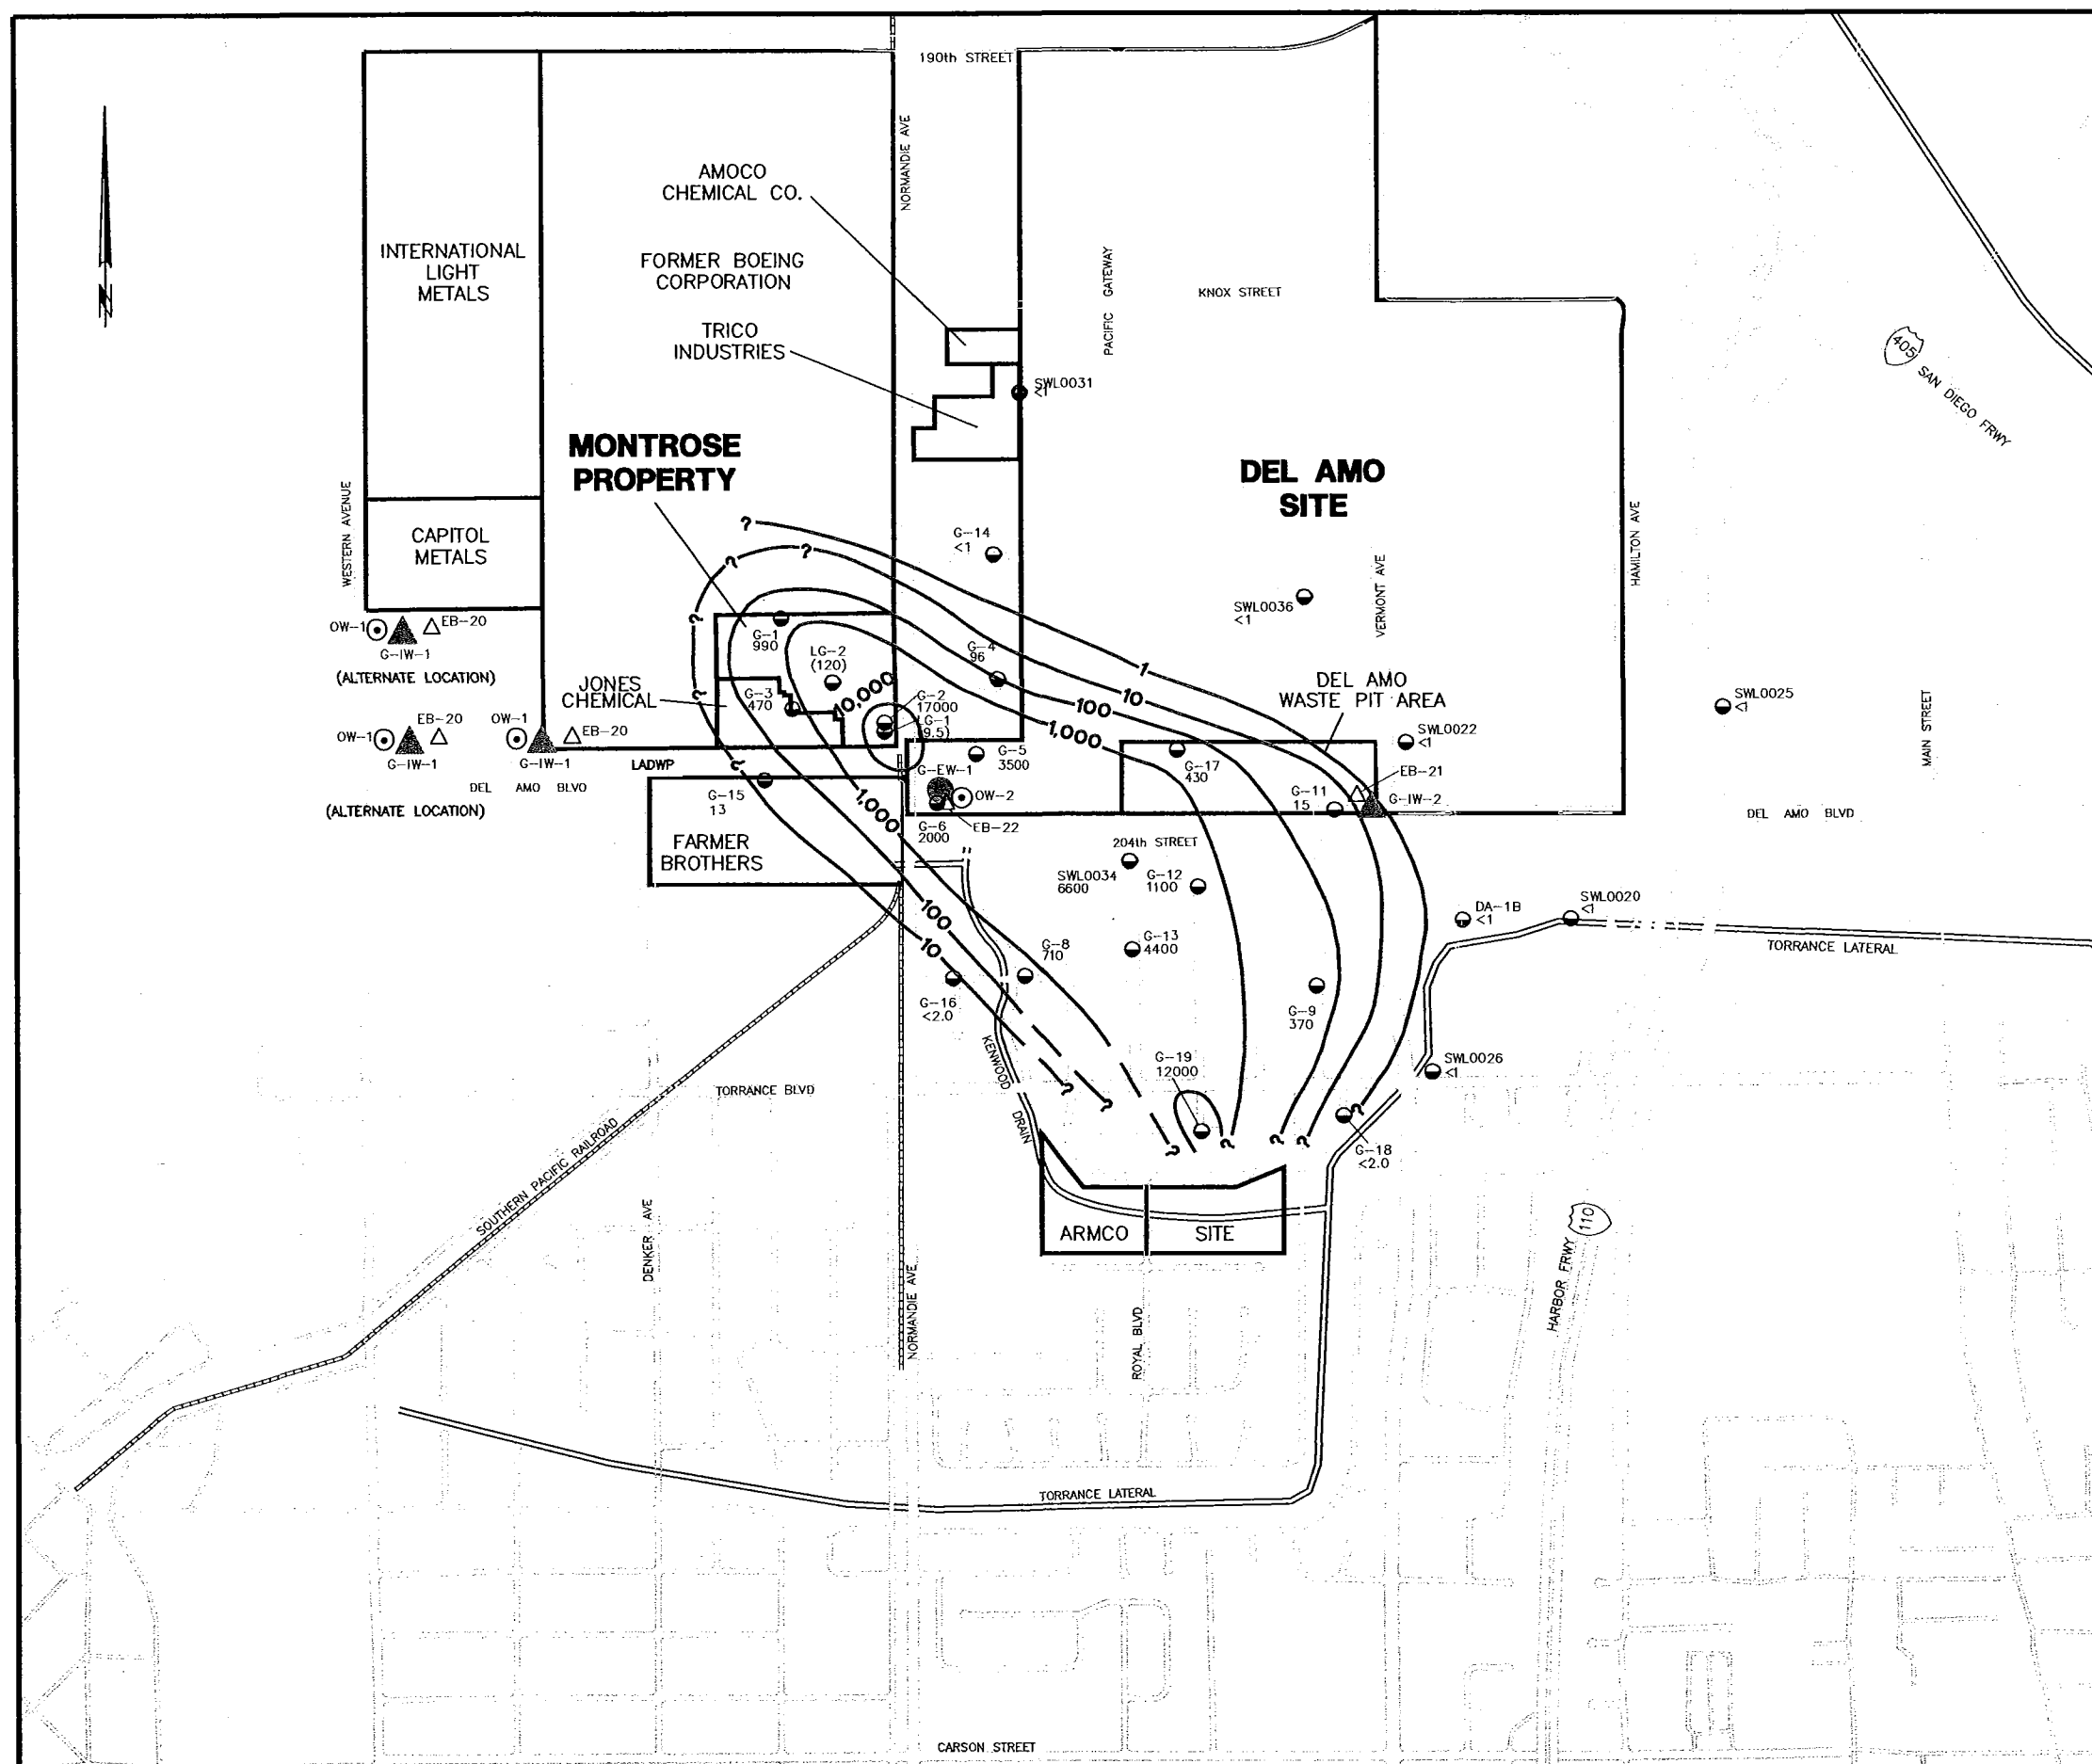 190th STREET
NORMANDIE AVE
AMOCO
CHEMICAL CO.
INTERNATIONAL
LIGHT
METALS
FORMER BOEING
CORPORATION
PACIFIC GATEWAY
KNOX STREET
TRICO
INDUSTRIES
405
SAN DIEGO FRWY
N
SWL0031
<1
MONTROSE
PROPERTY
DEL AMO
SITE
WESTERN AVENUE
CAPITOL
METALS
HAMILTON AVE
VERMONT AVE
G-14
<1
?
?
?
?
?
?
SWL0036
<1
OW-1
EB-20
G-IW-1
(ALTERNATE LOCATION)
G-1
990
LG-2
(120)
G-4
96
1
10
100
1,000
10,000
JONES
CHEMICAL
G-3
470
G-2
17000
LG-1
(9.5)
DEL AMO
WASTE PIT AREA
SWL0025
<1
MAIN STREET
OW-1
EB-20
G-IW-1
OW-1
EB-20
G-IW-1
DEL AMO BLVD
(ALTERNATE LOCATION)
LADWP
SWL0022
<1
G-5
3500
G-17
430
EB-21
G-IW-2
G-11
15
G-EW-1
OW-2
G-6
2000
EB-22
G-15
13
1,000
DEL AMO BLVD
FARMER
BROTHERS
204th STREET
SWL0034
6600
G-12
1100
100
10
DA-1B
<1
SWL0020
<1
TORRANCE LATERAL
G-8
710
G-13
4400
G-16
<2.0
G-9
370
KENWOOD
DRAIN
G-19
12000
SWL0026
<1
TORRANCE BLVD
?
?
?
?
?
?
?
G-18
<2.0
SOUTHERN PACIFIC RAILROAD
DENKER AVE
ARMCO SITE
110
HARBOR FRWY
NORMANDIE AVE
ROYAL BLVD
TORRANCE LATERAL
CARSON STREET